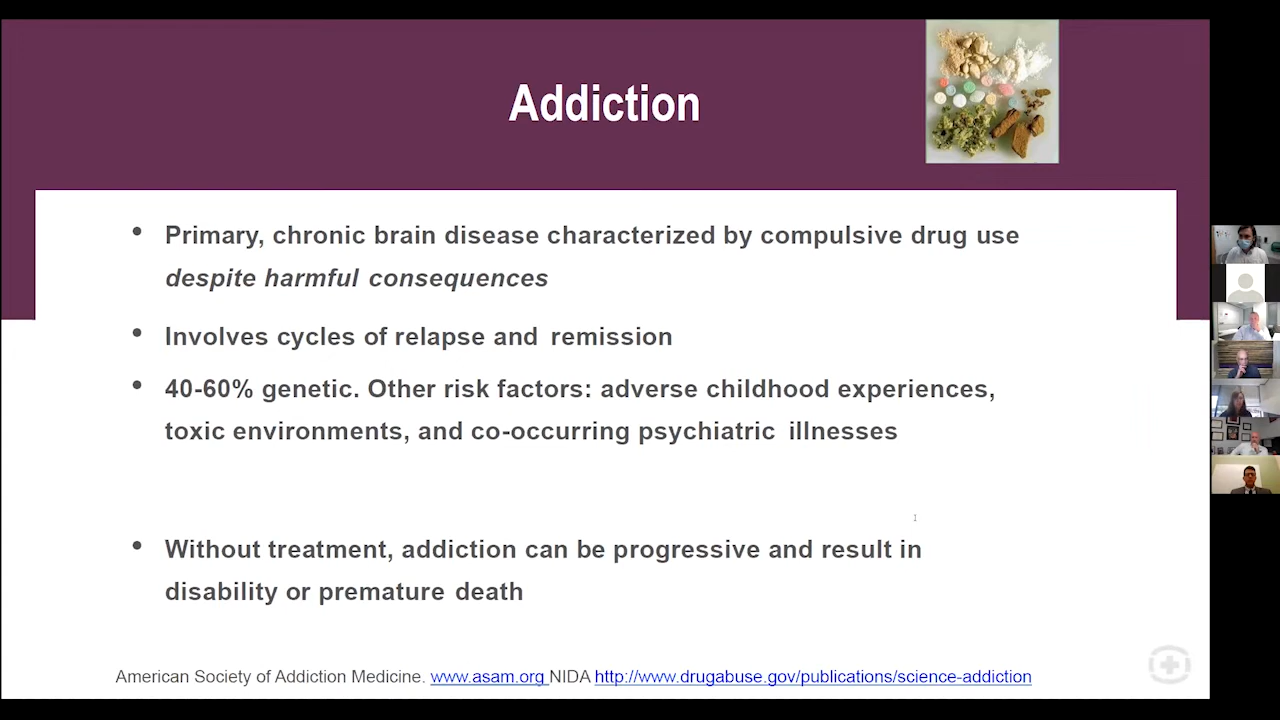 Addiction
• Primary, chronic brain disease characterized by compulsive drug use
despite harmful consequences
• Involves cycles of relapse and remission
• 40-60% genetic. Other risk factors: adverse childhood experiences,
toxic environments, and co-occurring psychiatric illnesses
• Without treatment, addiction can be progressive and result in
disability or premature death
American Society of Addiction Medicine. www.asam.org NIDA http://www.drugabuse.gov/publications/science-addiction